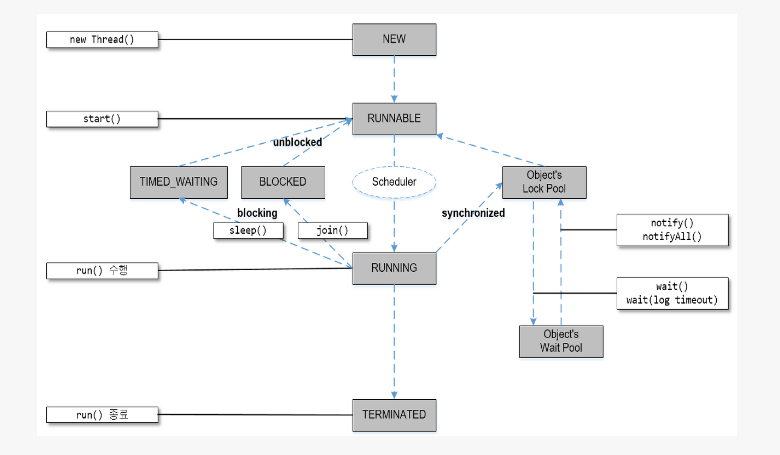 new Thread()
NEW
start()
RUNNABLE
unblocked
TIMED_WAITING
BLOCKED
Scheduler
Object's
Lock Pool
blocking
synchronized
sleep()
join()
notify()
notifyAll()
run() 수행
RUNNING
wait()
wait(log timeout)
Object's
Wait Pool
run() 종료
TERMINATED